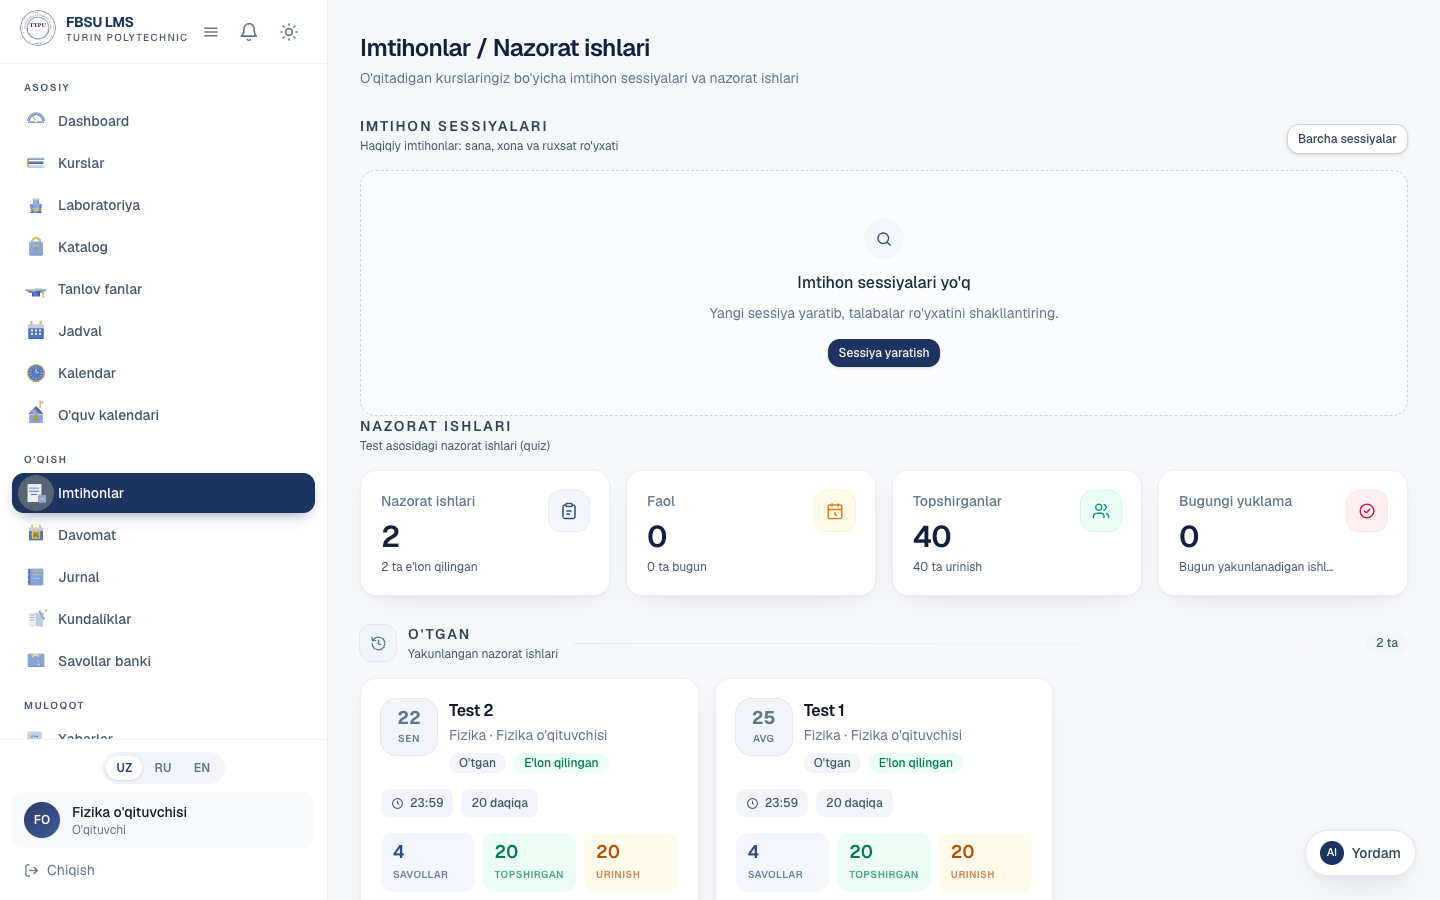 TTPU
FBSU LMS
TURIN POLYTECHNIC
ASOSIY
Dashboard
Kurslar
Laboratoriya
Katalog
Tanlov fanlar
Jadval
Kalendar
O'quv kalendari
O'QISH
Imtihonlar
Davomat
Jurnal
Kundaliklar
Savollar banki
MULOQOT
Xabarlar
UZ RU EN
FO
Fizika o'qituvchisi
O'qituvchi
Chiqish
Imtihonlar / Nazorat ishlari
O'qitadigan kurslaringiz bo'yicha imtihon sessiyalari va nazorat ishlari
IMTIHON SESSIYALARI
Haqiqiy imtihonlar: sana, xona va ruxsat ro'yxati
Barcha sessiyalar
Imtihon sessiyalari yo'q
Yangi sessiya yaratib, talabalar ro'yxatini shakllantiring.
Sessiya yaratish
NAZORAT ISHLARI
Test asosidagi nazorat ishlari (quiz)
Nazorat ishlari
2
2 ta e'lon qilingan
Faol
0
0 ta bugun
Topshirganlar
40
40 ta urinish
Bugungi yuklama
0
Bugun yakunlanadigan ishl...
O'TGAN
Yakunlangan nazorat ishlari
2 ta
22
SEN
Test 2
Fizika · Fizika o'qituvchisi
O'tgan E'lon qilingan
23:59 20 daqiqa
4 20 20
SAVOLLAR TOPSHIRGAN URINISH
25
AVG
Test 1
Fizika · Fizika o'qituvchisi
O'tgan E'lon qilingan
23:59 20 daqiqa
4 20 20
SAVOLLAR TOPSHIRGAN URINISH
AI Yordam